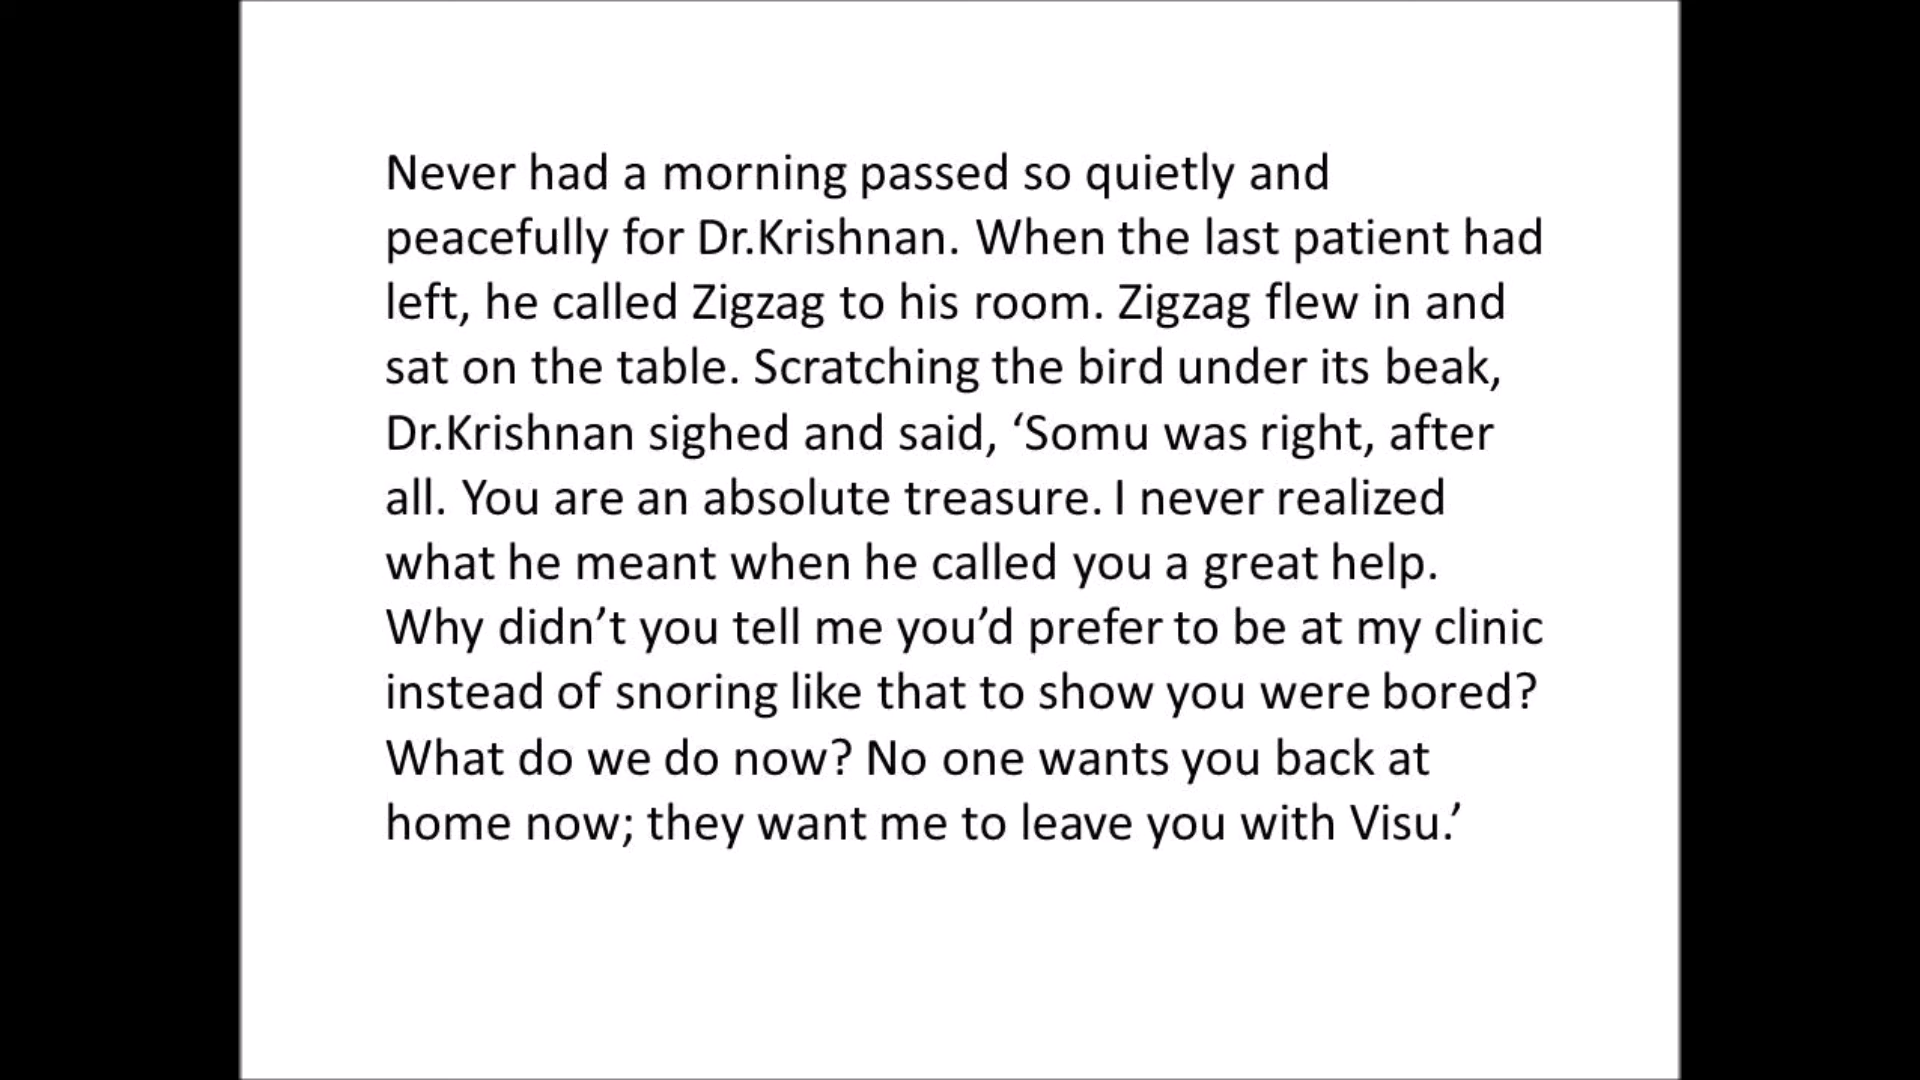 Never had a morning passed so quietly and
peacefully for Dr.Krishnan. When the last patient had
left, he called Zigzag to his room. Zigzag flew in and
sat on the table. Scratching the bird under its beak,
Dr.Krishnan sighed and said, ‘Somu was right, after
all. You are an absolute treasure. I never realized
what he meant when he called you a great help.
Why didn’t you tell me you’d prefer to be at my clinic
instead of snoring like that to show you were bored?
What do we do now? No one wants you back at
home now; they want me to leave you with Visu.’